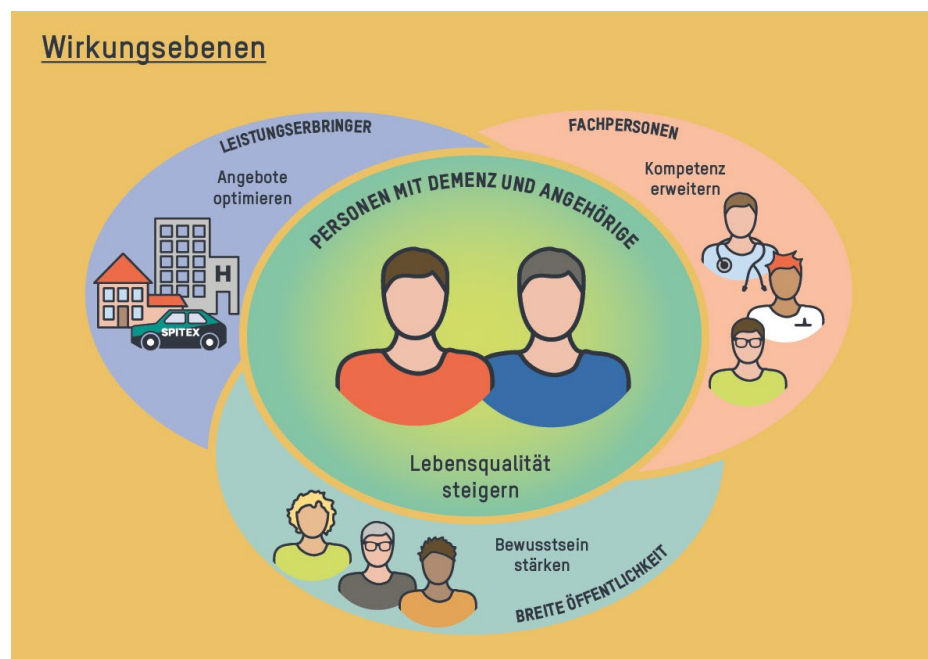 Wirkungsebenen
LEISTUNGSERBRINGER
Angebote
optimieren
H
SPITEX
FACHPERSONEN
Kompetenz
erweitern
PERSONEN MIT DEMENZ UND ANGEHÖRIGE
Lebensqualität
steigern
Bewusstsein
stärken
BREITE ÖFFENTLICHKEIT